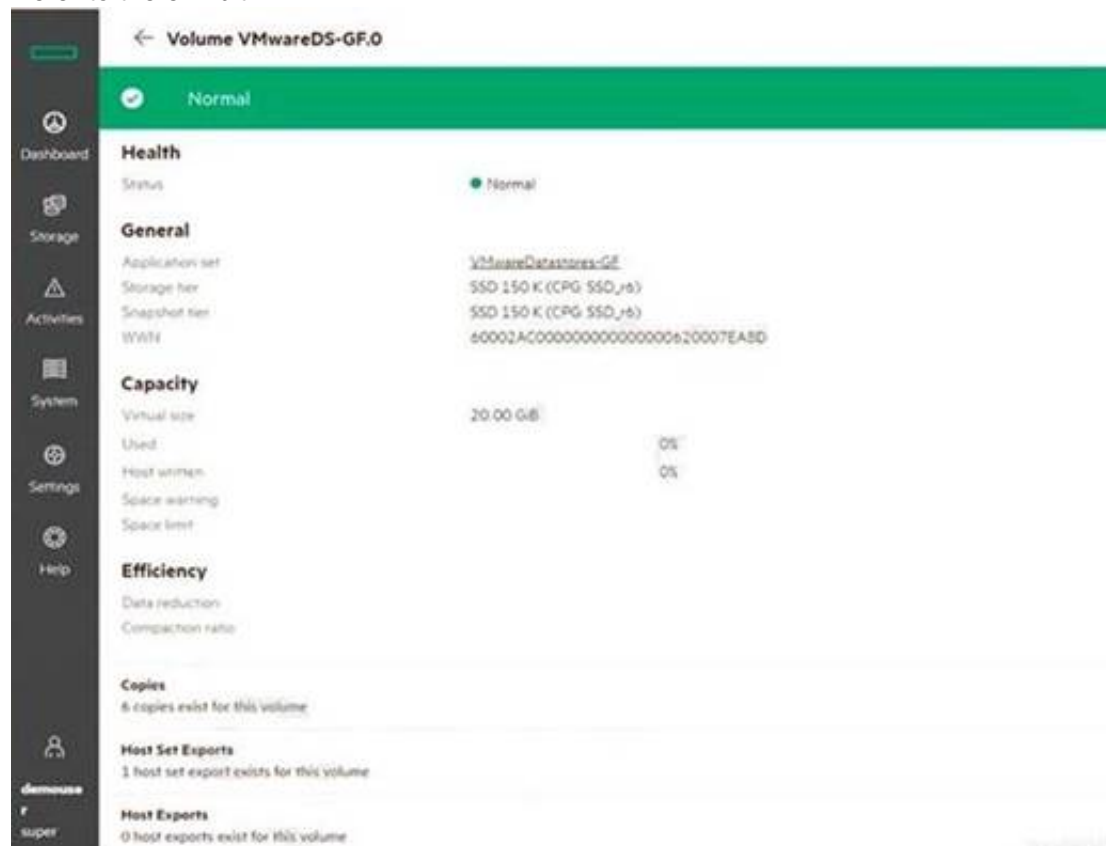 Volume VMwareDS-GF.0
Normal
Dashboard
Storage
Activities
System
Settings
Help
demouse
r
super
Health
Status Normal
General
Application set VMwareDatastores-GF
Storage tier SSD 150 K (CPG SSD_r6)
Snapshot tier SSD 150 K (CPG SSD_r6)
WWN
Capacity
Virtual size 20.00 GiB
Used 0%
Host written 0%
Space warning
Space limit
Efficiency
Data reduction
Compaction ratio
Copies
6 copies exist for this volume
Host Set Exports
1 host set export exists for this volume
Host Exports
0 host exports exist for this volume